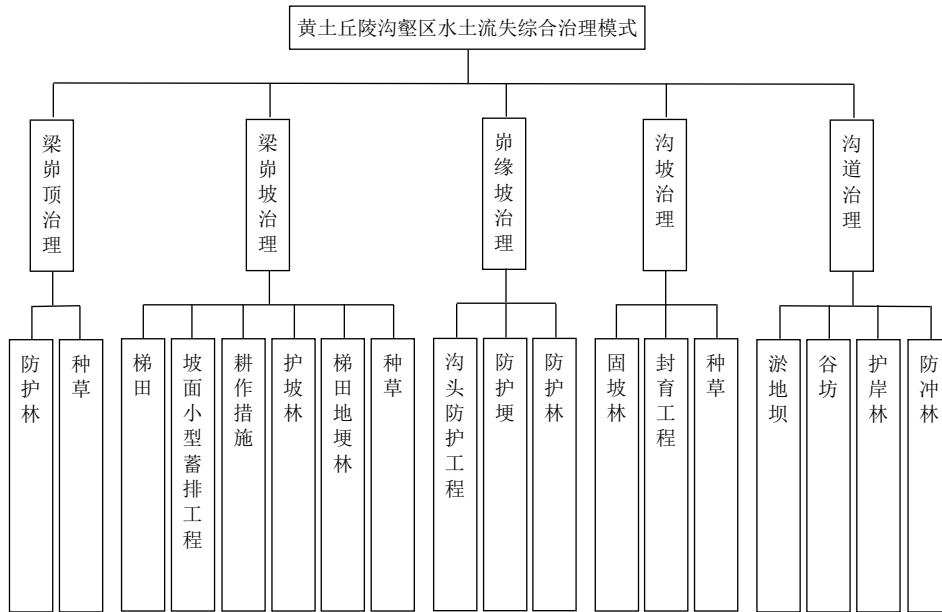 黄土丘陵沟壑区水土流失综合治理模式
梁峁顶治理
梁峁坡治理
峁缘坡治理
沟坡治理
沟道治理
防护林
种草
梯田
坡面小型蓄排工程
耕作措施
护坡林
梯田地埂林
种草
沟头防护工程
防护埂
防护林
固坡林
封育工程
种草
淤地坝
谷坊
护岸林
防冲林